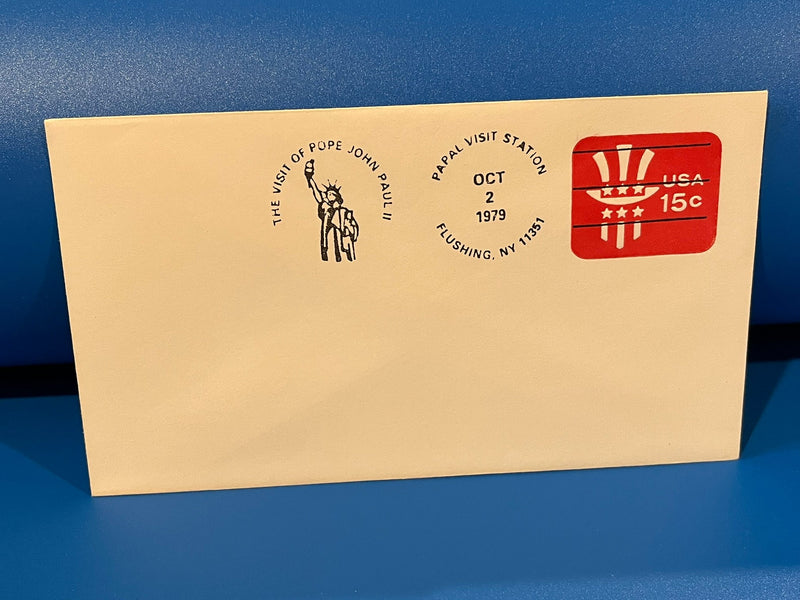 THE VISIT OF POPE JOHN PAUL II
PAPAL VISIT STATION
OCT
2
1979
FLUSHING, NY 11351
USA
15c